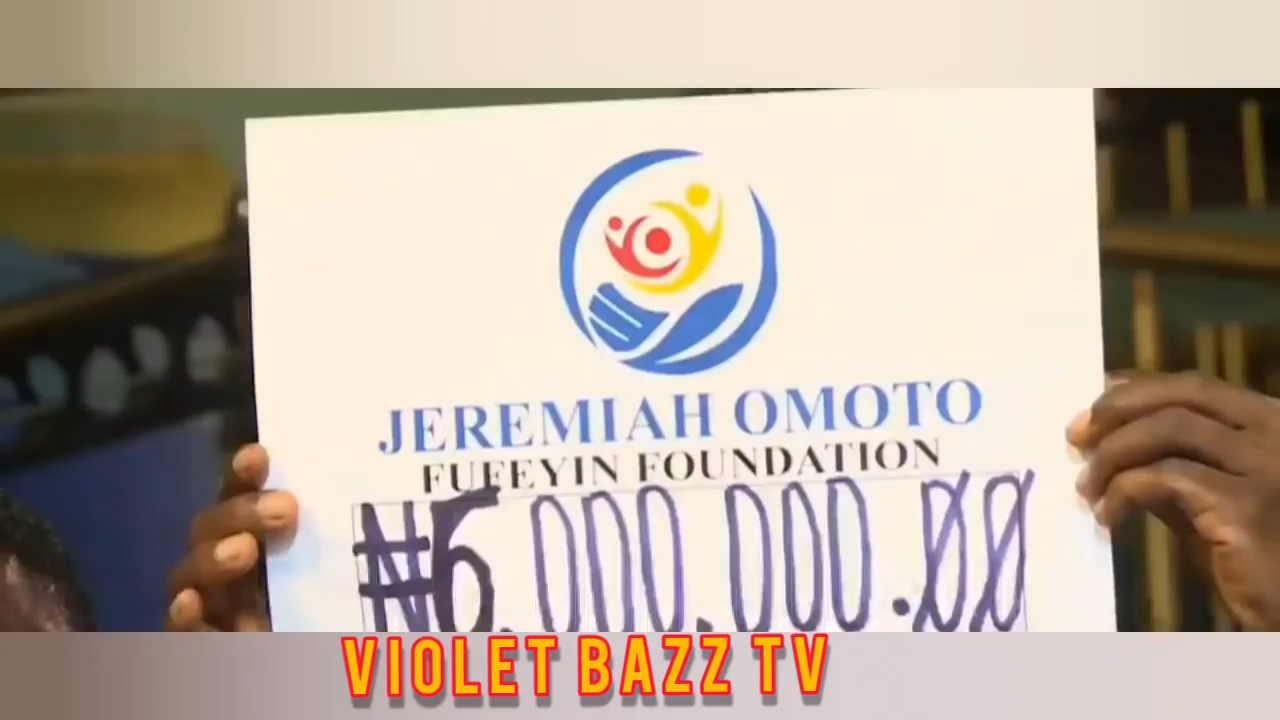 JEREMIAH OMOTO
FUFEYIN FOUNDATION
₦6,000,000.00
VIOLET BAZZ TV